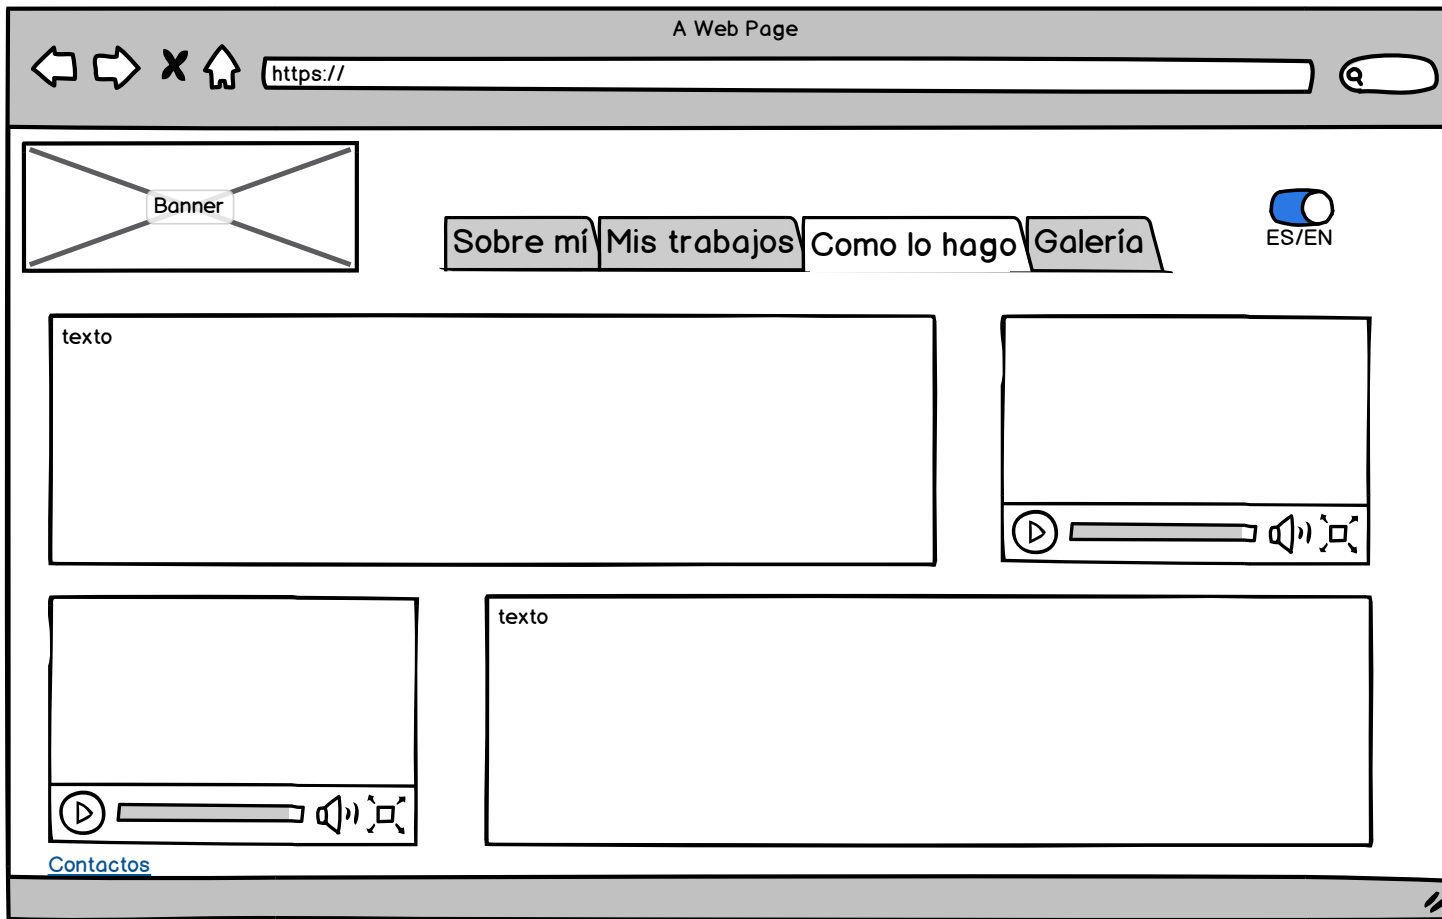 A Web Page
https://
Banner
Sobre mí
Mis trabajos
Como lo hago
Galería
ES/EN
texto
texto
Contactos